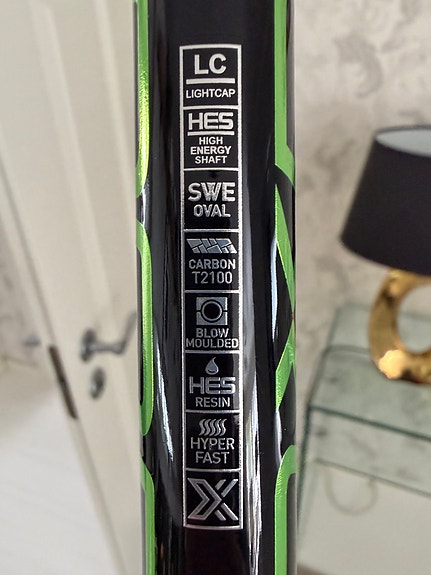 LC
LIGHTCAP
HES
HIGH
ENERGY
SHAFT
SWE
OVAL
CARBON
T2100
BLOW
MOULDED
HES
RESIN
HYPER
FAST
X